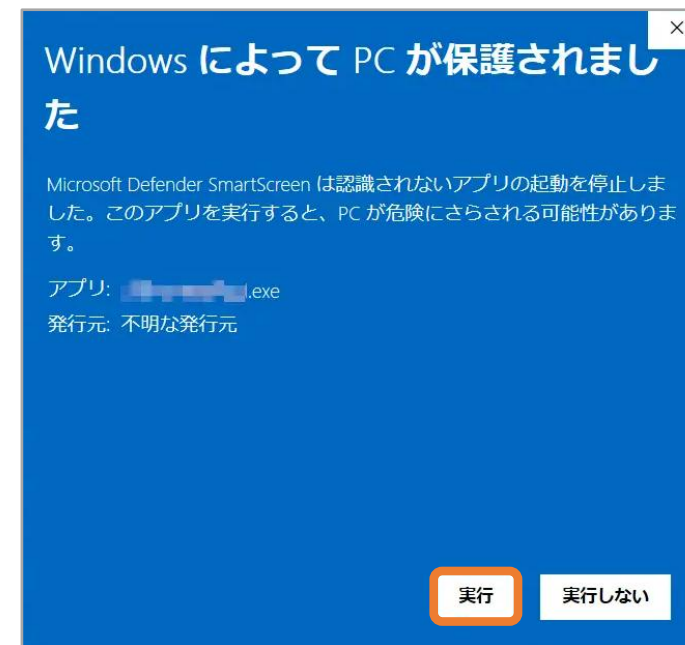 Windows によって PC が保護されまし
た
Microsoft Defender SmartScreen は認識されないアプリの起動を停止しま
した。このアプリを実行すると、PC が危険にさらされる可能性がありま
す。
アプリ: .exe
発行元: 不明な発行元
実行 実行しない